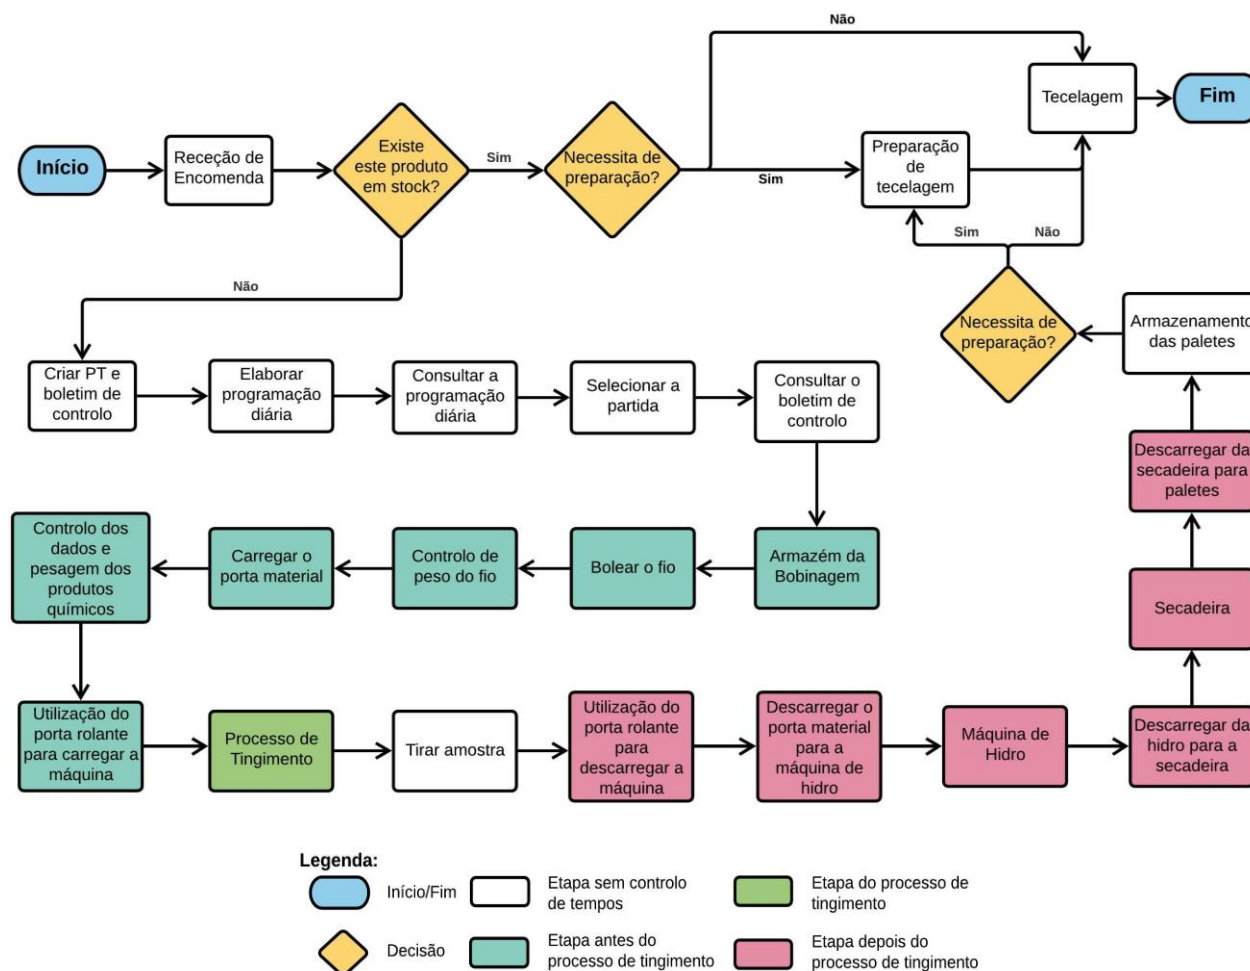 Início
Receção de
Encomenda
Existe
este produto
em stock?
Sim
Não
Necessita de
preparação?
Não
Sim
Preparação
de
tecelagem
Tecelagem
Fim
Sim
Não
Necessita de
preparação?
Armazenamento
das paletes
Criar PT e
boletim de
controlo
Elaborar
programação
diária
Consultar a
programação
diária
Selecionar a
partida
Consultar o
boletim de
controlo
Descarregar da
secadeira para
paletes
Controlo dos
dados e
pesagem dos
produtos
químicos
Carregar o
porta material
Controlo de
peso do fio
Bolear o fio
Armazém da
Bobinagem
Secadeira
Utilização do
porta rolante
para carregar a
máquina
Processo de
Tingimento
Tirar amostra
Utilização do
porta rolante
para
descarregar a
máquina
Descarregar o
porta material
para a
máquina de
hidro
Máquina de
Hidro
Descarregar da
hidro para a
secadeira
Legenda:
Início/Fim
Etapa sem controlo
de tempos
Etapa do processo de
tingimento
Decisão
Etapa antes do
processo de tingimento
Etapa depois do
processo de tingimento